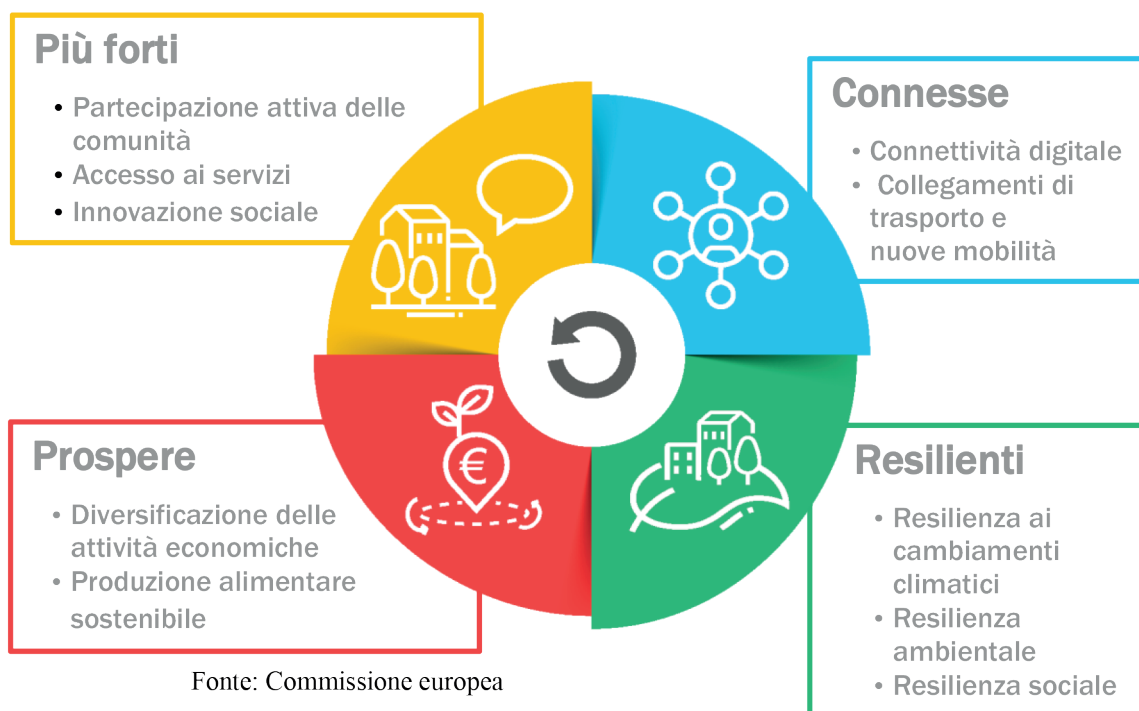 Più forti
• Partecipazione attiva delle
comunità
• Accesso ai servizi
• Innovazione sociale
Connesse
• Connettività digitale
• Collegamenti di
trasporto e
nuove mobilità
€
Prospere
• Diversificazione delle
attività economiche
• Produzione alimentare
sostenibile
Resilienti
• Resilienza ai
cambiamenti
climatici
• Resilienza
ambientale
• Resilienza sociale
Fonte: Commissione europea